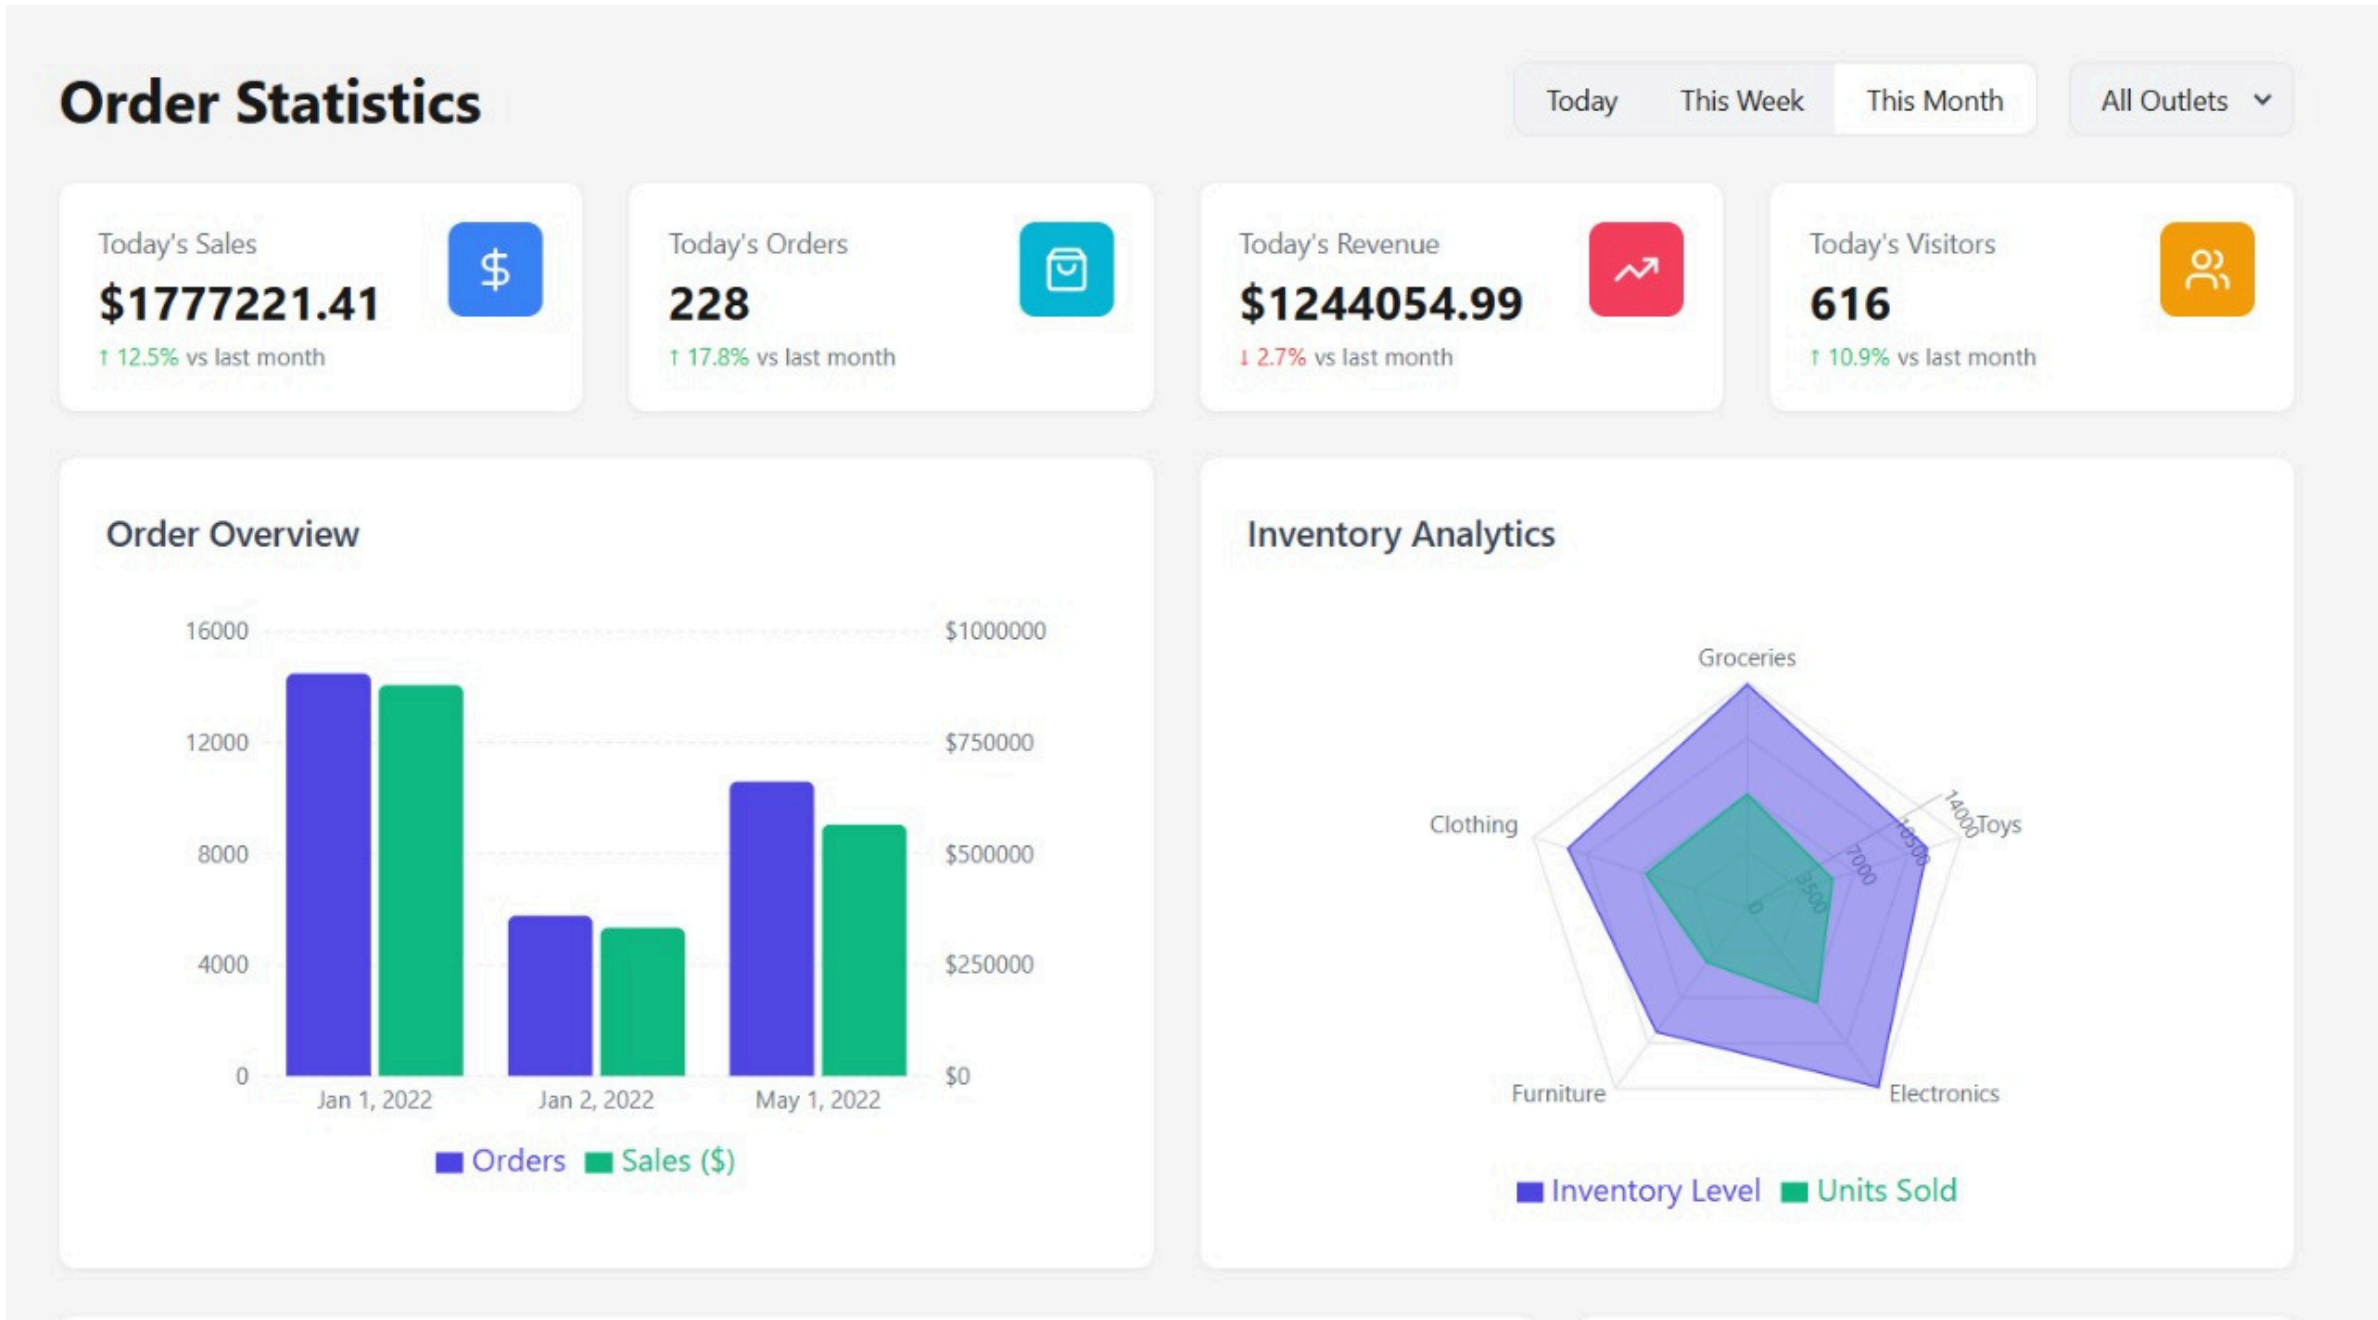 Order Statistics
Today
This Week
This Month
All Outlets
Today's Sales
$1777221.41
↑ 12.5% vs last month
Today's Orders
228
↑ 17.8% vs last month
Today's Revenue
$1244054.99
↓ 2.7% vs last month
Today's Visitors
616
↑ 10.9% vs last month
Order Overview
16000
12000
8000
4000
0
$1000000
$750000
$500000
$250000
$0
Jan 1, 2022
Jan 2, 2022
May 1, 2022
Orders
Sales ($)
Inventory Analytics
Groceries
Toys
Electronics
Furniture
Clothing
14000
10500
7000
3500
0
Inventory Level
Units Sold